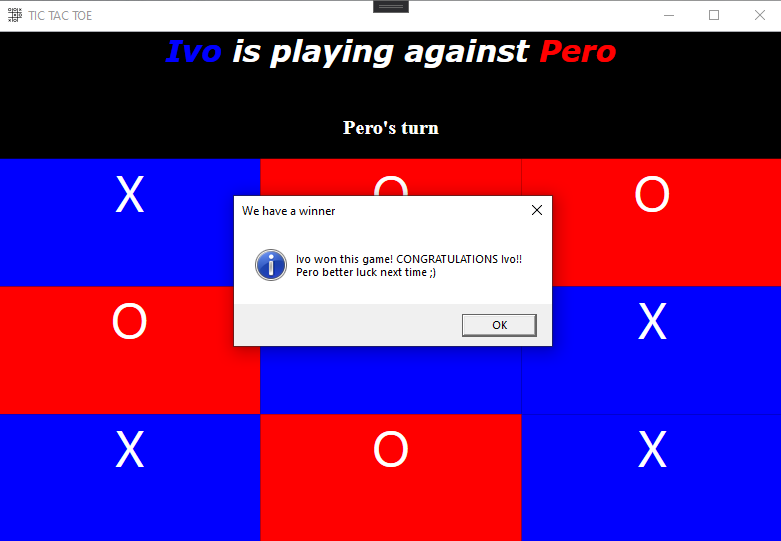 TIC TAC TOE
Ivo is playing against Pero
Pero's turn
X O O
We have a winner
Ivo won this game! CONGRATULATIONS Ivo!!
Pero better luck next time ;)
OK
O X
X O X